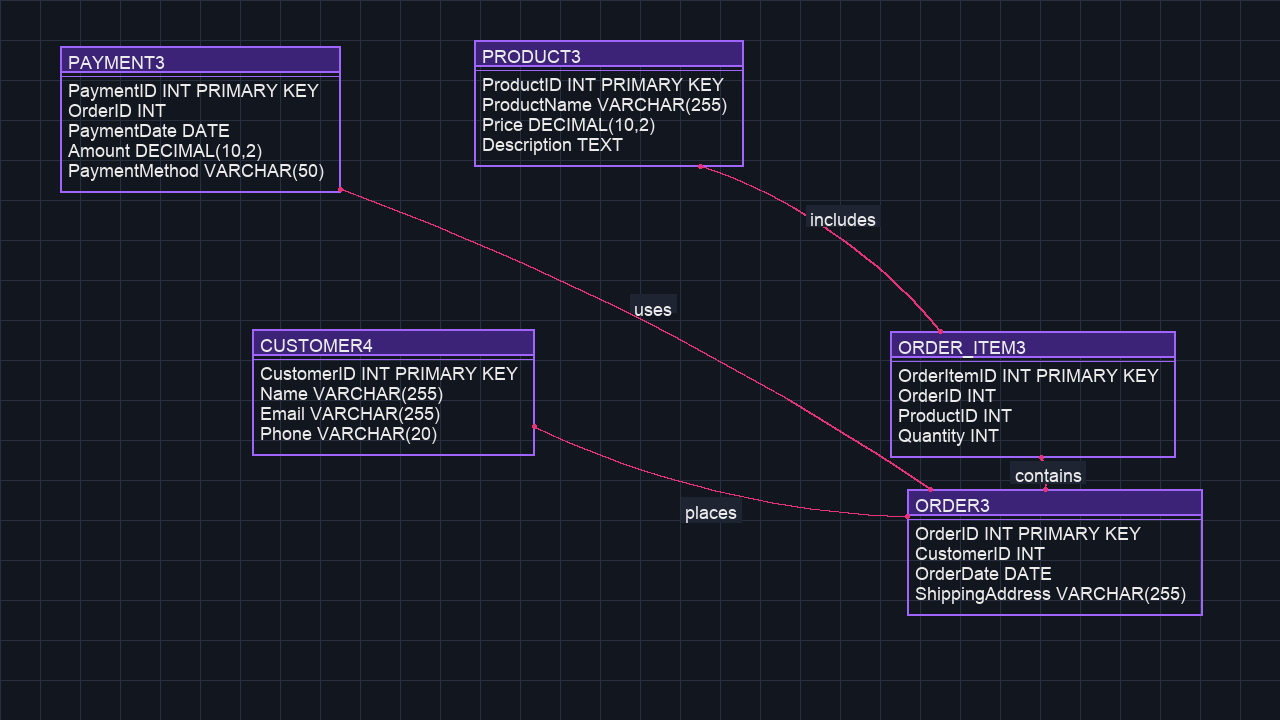 PAYMENT3
PaymentID INT PRIMARY KEY
OrderID INT
PaymentDate DATE
Amount DECIMAL(10,2)
PaymentMethod VARCHAR(50)
PRODUCT3
ProductID INT PRIMARY KEY
ProductName VARCHAR(255)
Price DECIMAL(10,2)
Description TEXT
includes
uses
CUSTOMER4
CustomerID INT PRIMARY KEY
Name VARCHAR(255)
Email VARCHAR(255)
Phone VARCHAR(20)
ORDER_ITEM3
OrderItemID INT PRIMARY KEY
OrderID INT
ProductID INT
Quantity INT
contains
places
ORDER3
OrderID INT PRIMARY KEY
CustomerID INT
OrderDate DATE
ShippingAddress VARCHAR(255)